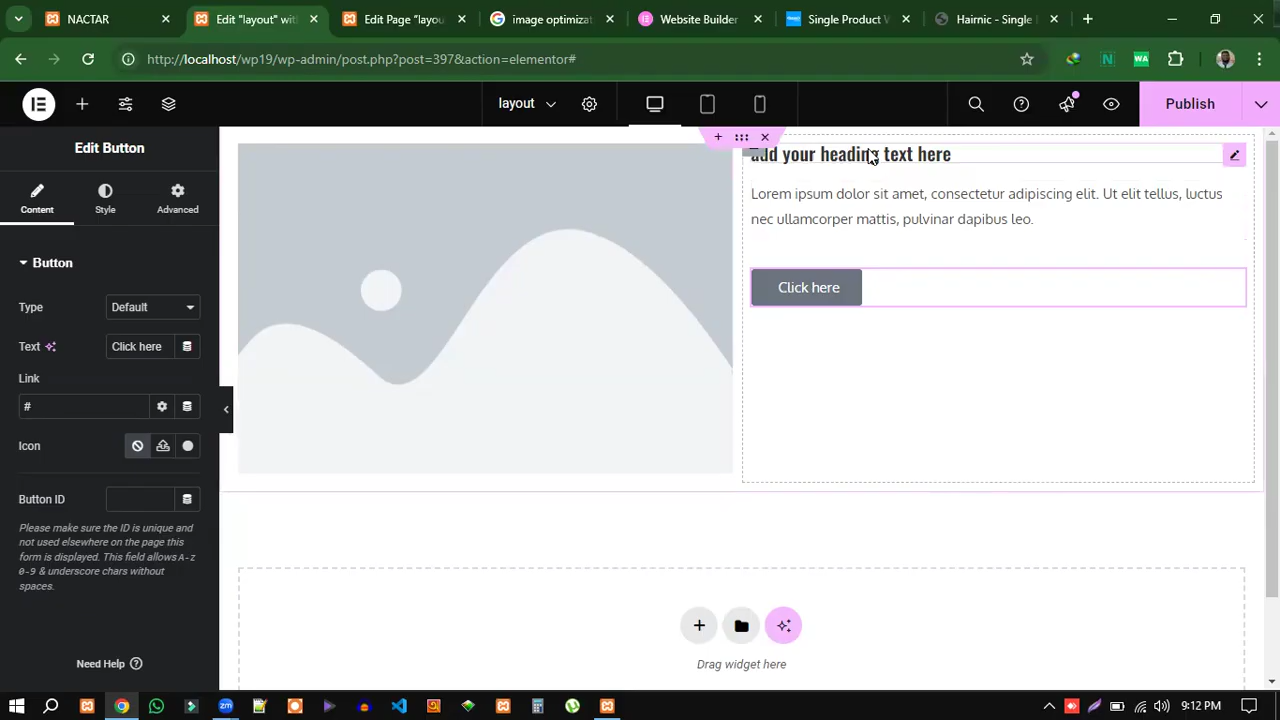 NACTAR
Edit "layout" with
Edit Page "layou
image optimizat
Website Builder
Single Product V
Hairnic - Single
http://localhost/wp19/wp-admin/post.php?post=397&action=elementor#
layout
Publish
Edit Button
Content
Style
Advanced
Button
Type
Default
Text
Click here
Link
#
Icon
Button ID
Please make sure the ID is unique and
not used elsewhere on the page this
form is displayed. This field allows A-z
0-9 & underscore chars without
spaces.
Need Help
add your heading text here
Lorem ipsum dolor sit amet, consectetur adipiscing elit. Ut elit tellus, luctus
nec ullamcorper mattis, pulvinar dapibus leo.
Click here
Drag widget here
9:12 PM